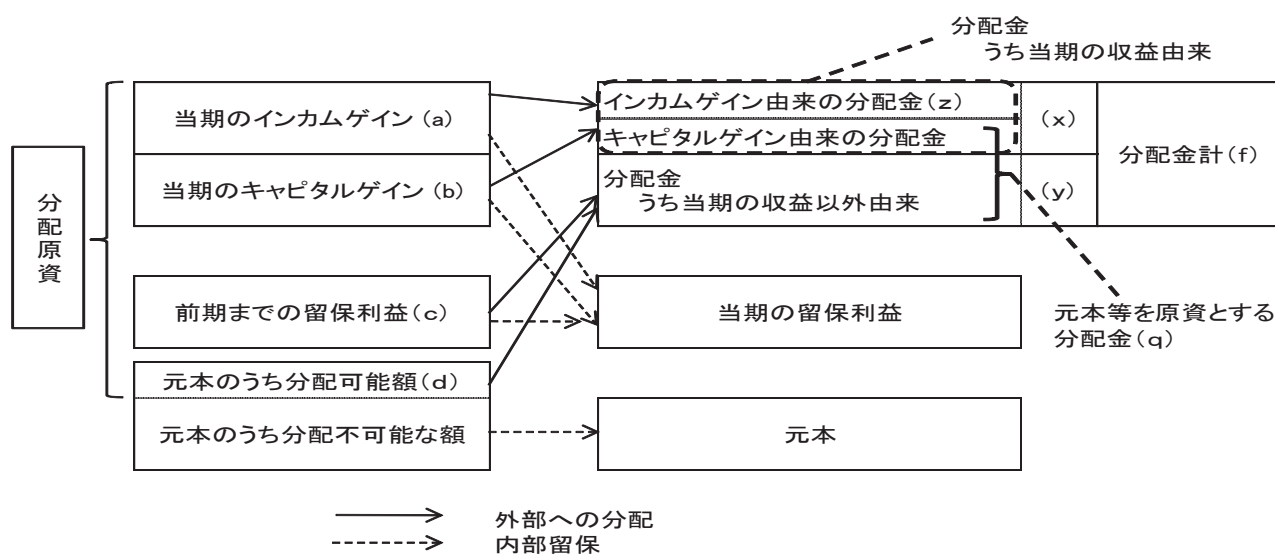 分配金
うち当期の収益由来
分配原資
当期のインカムゲイン(a)
当期のキャピタルゲイン(b)
前期までの留保利益(c)
元本のうち分配可能額(d)
元本のうち分配不可能な額
インカムゲイン由来の分配金(z)
キャピタルゲイン由来の分配金
分配金
うち当期の収益以外由来
(x)
(y)
分配金計(f)
当期の留保利益
元本
元本等を原資とする
分配金(q)
外部への分配
内部留保